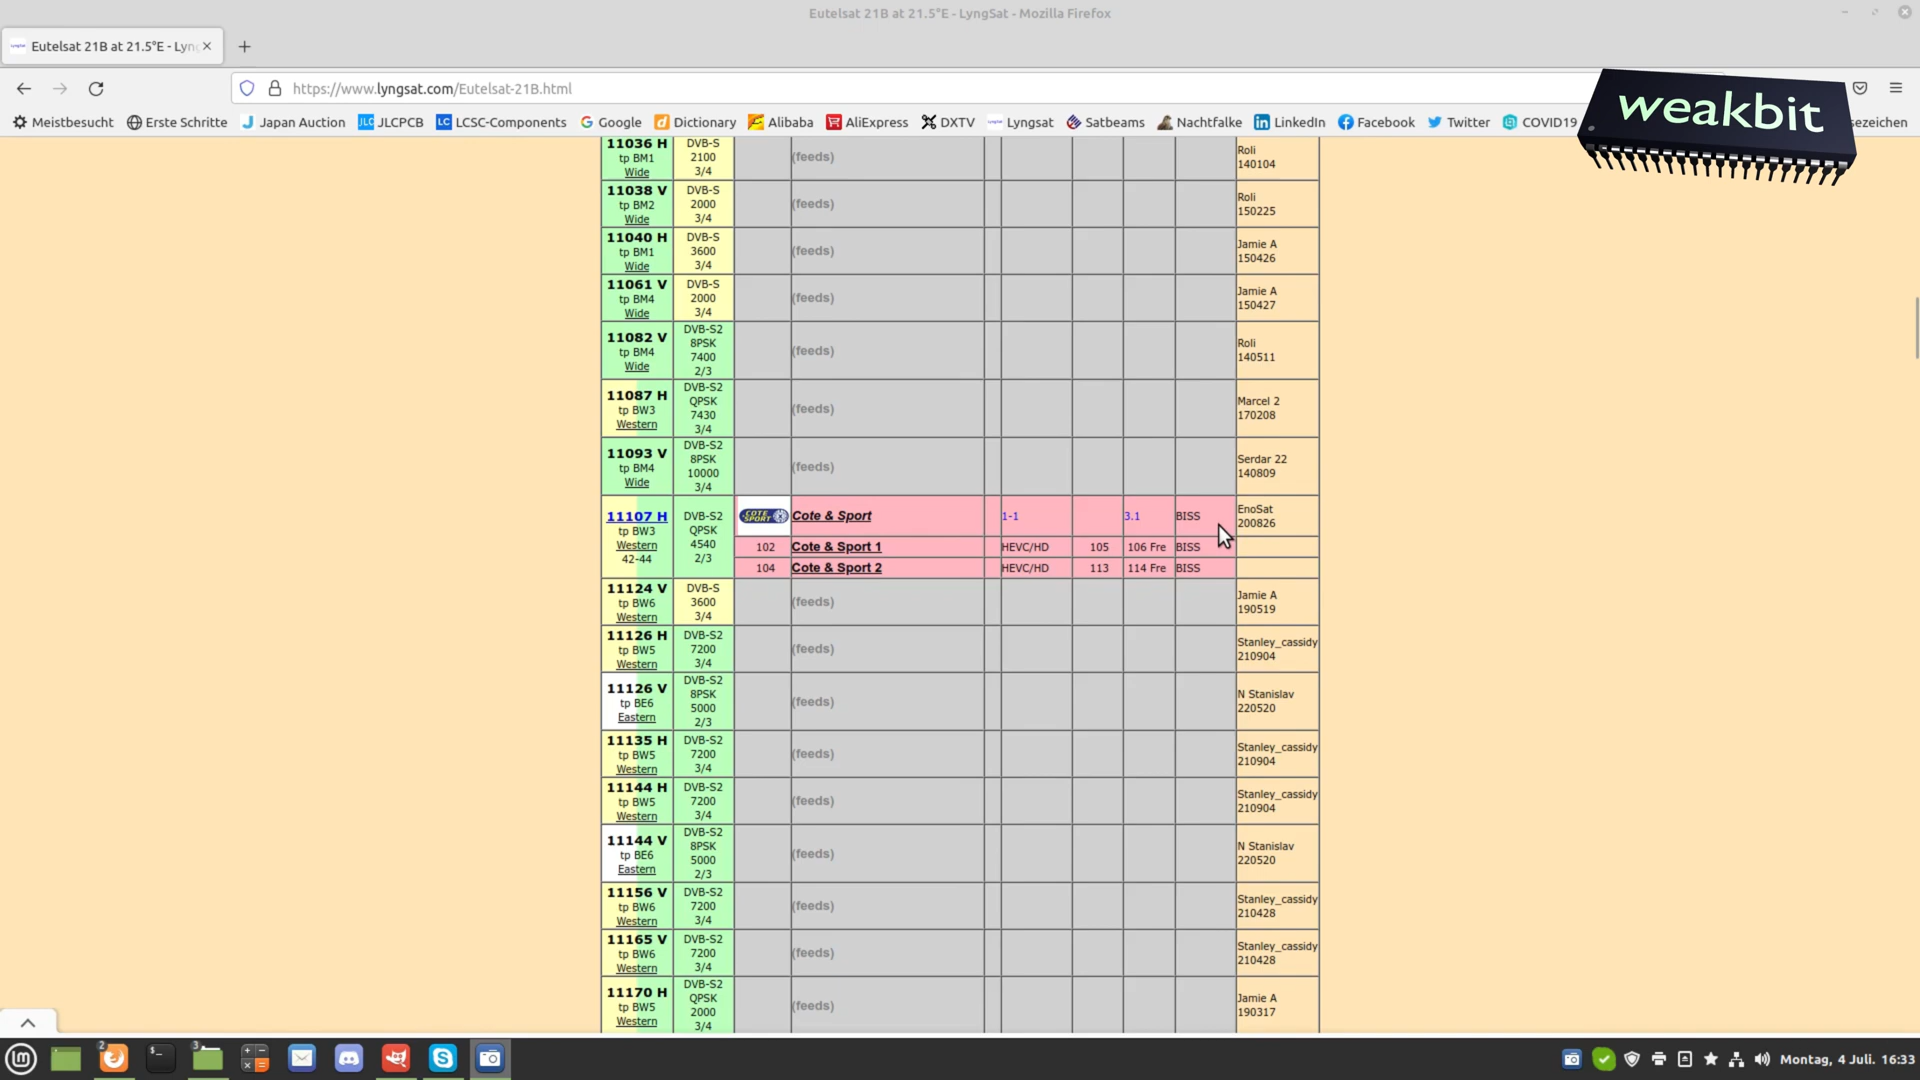 Eutelsat 21B at 21.5°E - LyngSat - Mozilla Firefox
Eutelsat 21B at 21.5°E - Lyn
https://www.lyngsat.com/Eutelsat-21B.html
weakbit
Meistbesucht Erste Schritte Japan Auction JLCPCB LCSC-Components Google Dictionary Alibaba AliExpress DXTV Lyngsat Satbeams Nachtfalke LinkedIn Facebook Twitter COVID19
11036 H
tp BM1
Wide
DVB-S
2100
3/4
(feeds)
Roli
140104
11038 V
tp BM2
Wide
DVB-S
2000
3/4
(feeds)
Roli
150225
11040 H
tp BM1
Wide
DVB-S
3600
3/4
(feeds)
Jamie A
150426
11061 V
tp BM4
Wide
DVB-S
2000
3/4
(feeds)
Jamie A
150427
11082 V
tp BM4
Wide
DVB-S2
8PSK
7400
2/3
(feeds)
Roli
140511
11087 H
tp BW3
Western
DVB-S2
QPSK
7430
3/4
(feeds)
Marcel 2
170208
11093 V
tp BM4
Wide
DVB-S2
8PSK
10000
3/4
(feeds)
Serdar 22
140809
11107 H
tp BW3
Western
42-44
DVB-S2
QPSK
4540
2/3
COTE
SPORT
Cote & Sport 1-1 3.1 BISS
EnoSat
200826
102 Cote & Sport 1 HEVC/HD 105 106 Fre BISS
104 Cote & Sport 2 HEVC/HD 113 114 Fre BISS
11124 V
tp BW6
Western
DVB-S
3600
3/4
(feeds)
Jamie A
190519
11126 H
tp BW5
Western
DVB-S2
7200
3/4
(feeds)
Stanley_cassidy
210904
11126 V
tp BE6
Eastern
DVB-S2
8PSK
5000
2/3
(feeds)
N Stanislav
220520
11135 H
tp BW5
Western
DVB-S2
7200
3/4
(feeds)
Stanley_cassidy
210904
11144 H
tp BW5
Western
DVB-S2
7200
3/4
(feeds)
Stanley_cassidy
210904
11144 V
tp BE6
Eastern
DVB-S2
8PSK
5000
2/3
(feeds)
N Stanislav
220520
11156 V
tp BW6
Western
DVB-S2
7200
3/4
(feeds)
Stanley_cassidy
210428
11165 V
tp BW6
Western
DVB-S2
7200
3/4
(feeds)
Stanley_cassidy
210428
11170 H
tp BW5
Western
DVB-S2
QPSK
2000
3/4
(feeds)
Jamie A
190317
2
3
Montag, 4 Juli. 16:33